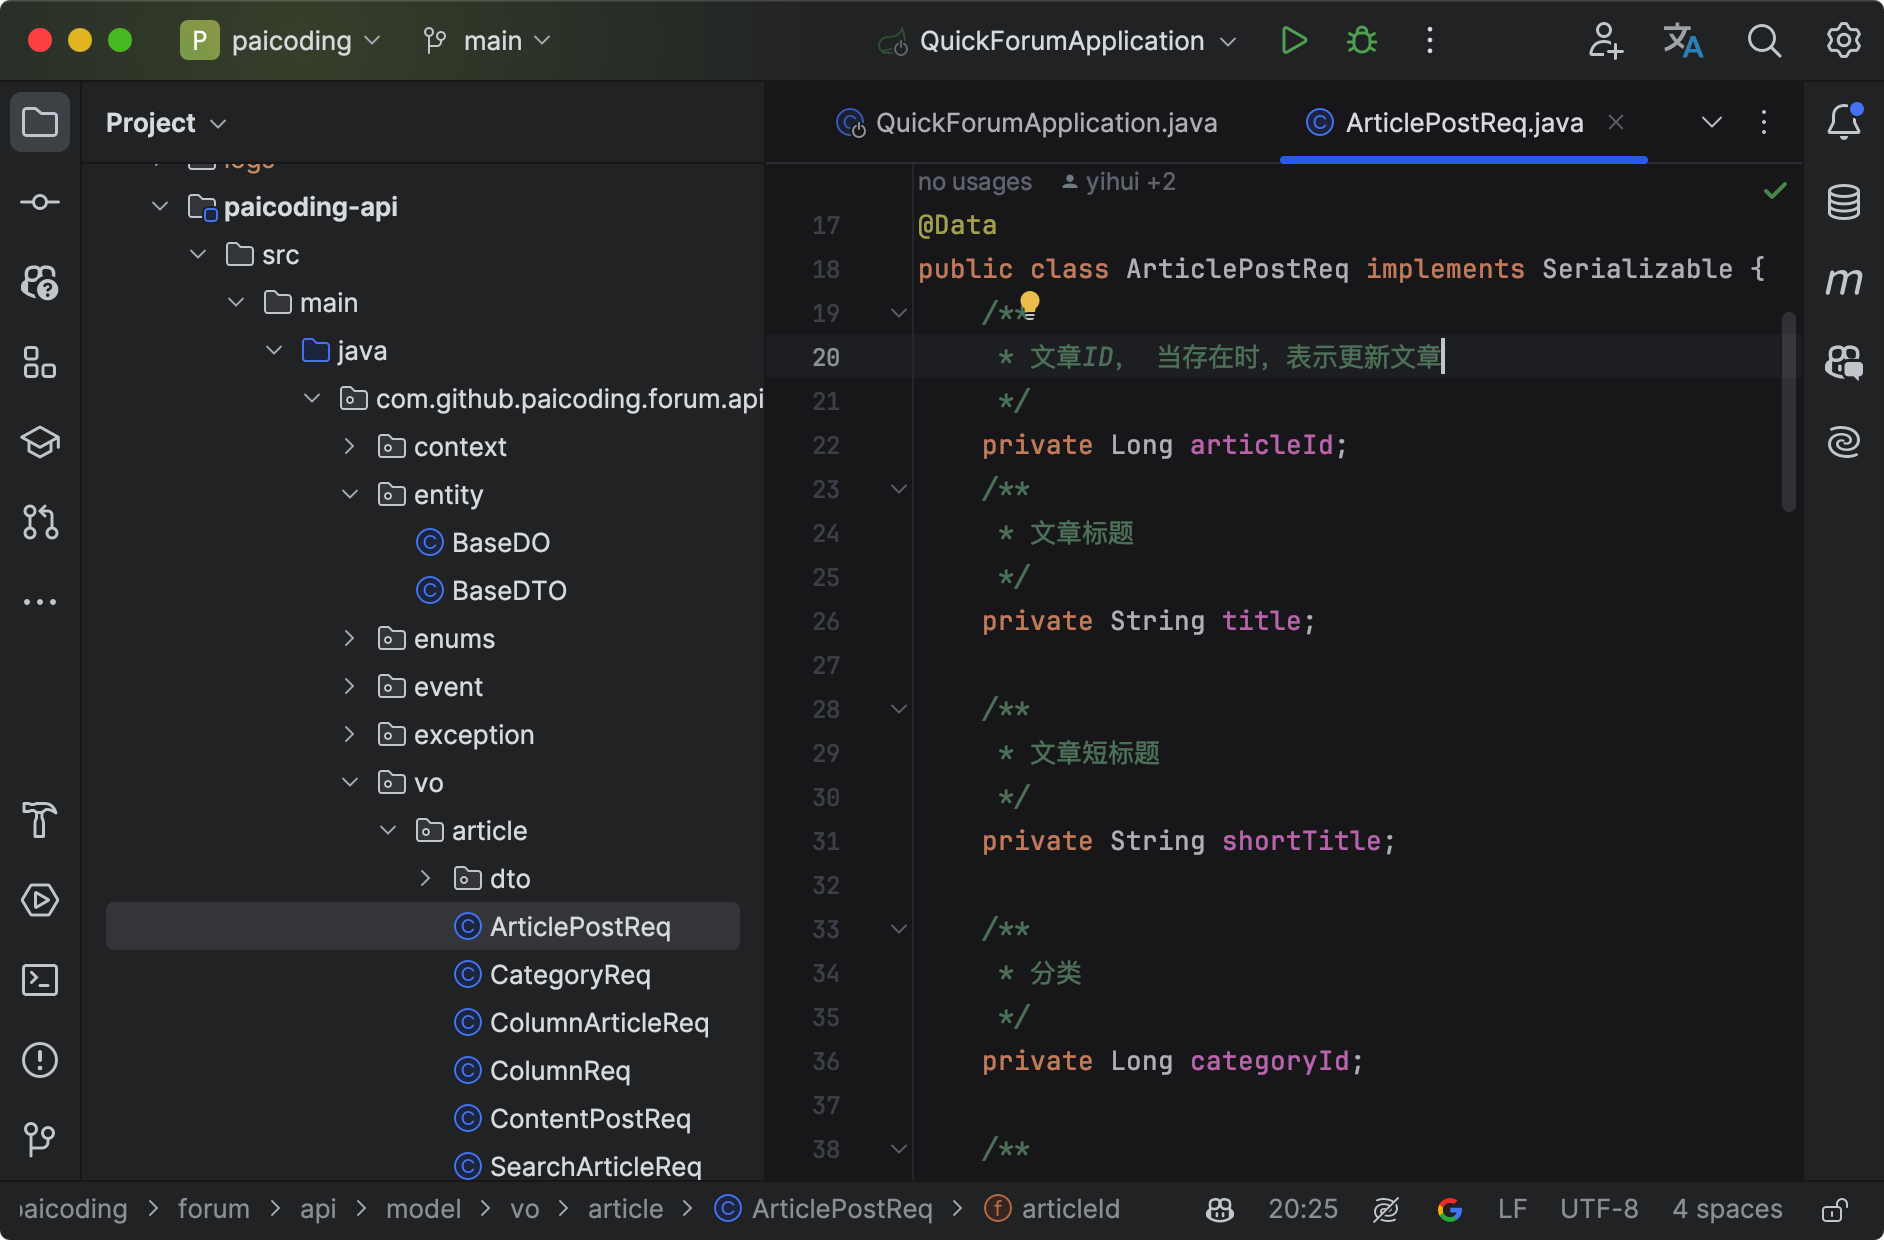 P paicoding main QuickForumApplication
Project
logs
paicoding-api
src
main
java
com.github.paicoding.forum.api
context
entity
BaseDO
BaseDTO
enums
event
exception
vo
article
dto
ArticlePostReq
CategoryReq
ColumnArticleReq
ColumnReq
ContentPostReq
SearchArticleReq
QuickForumApplication.java ArticlePostReq.java
no usages yihui +2
17 @Data
18 public class ArticlePostReq implements Serializable {
19 /**
20 * 文章ID， 当存在时，表示更新文章
21 */
22 private Long articleId;
23 /**
24 * 文章标题
25 */
26 private String title;
27
28 /**
29 * 文章短标题
30 */
31 private String shortTitle;
32
33 /**
34 * 分类
35 */
36 private Long categoryId;
37
38 /**
paicoding > forum > api > model > vo > article > ArticlePostReq > articleId 20:25 LF UTF-8 4 spaces